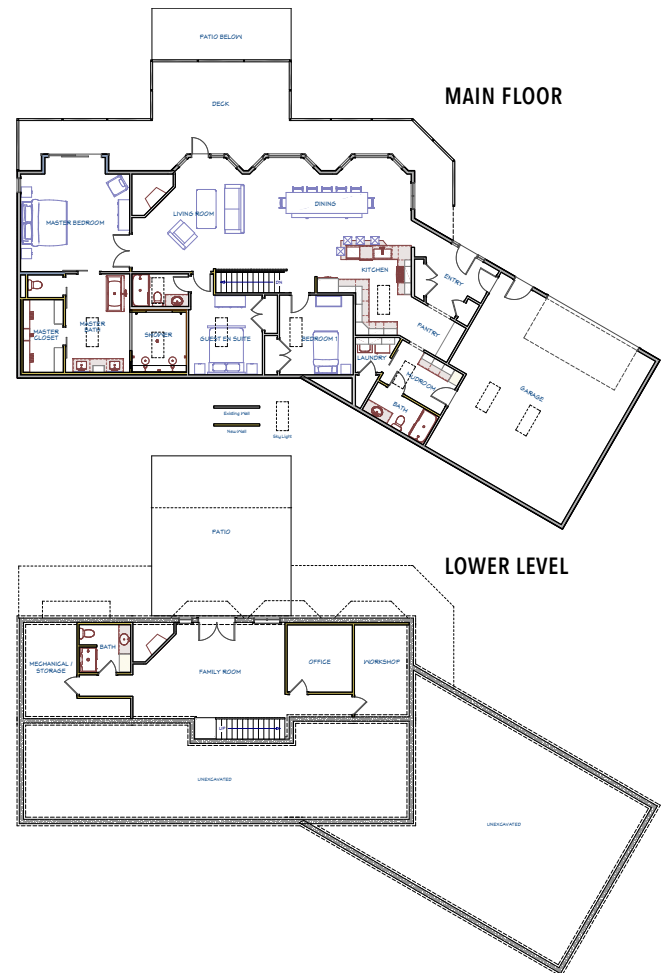 PATIO BELOW
MAIN FLOOR
DECK
LIVING ROOM
DINING
MASTER BEDROOM
KITCHEN
ENTRY
DN
MASTER
CLOSET
MASTER
BATH
SHOWER
GUEST EN SUITE
BEDROOM 1
PANTRY
LAUNDRY
MUDROOM
BATH
GARAGE
Existing Wall
New Wall
Sky Light
PATIO
LOWER LEVEL
BATH
MECHANICAL /
STORAGE
FAMILY ROOM
OFFICE
WORKSHOP
UP
UNEXCAVATED
UNEXCAVATED